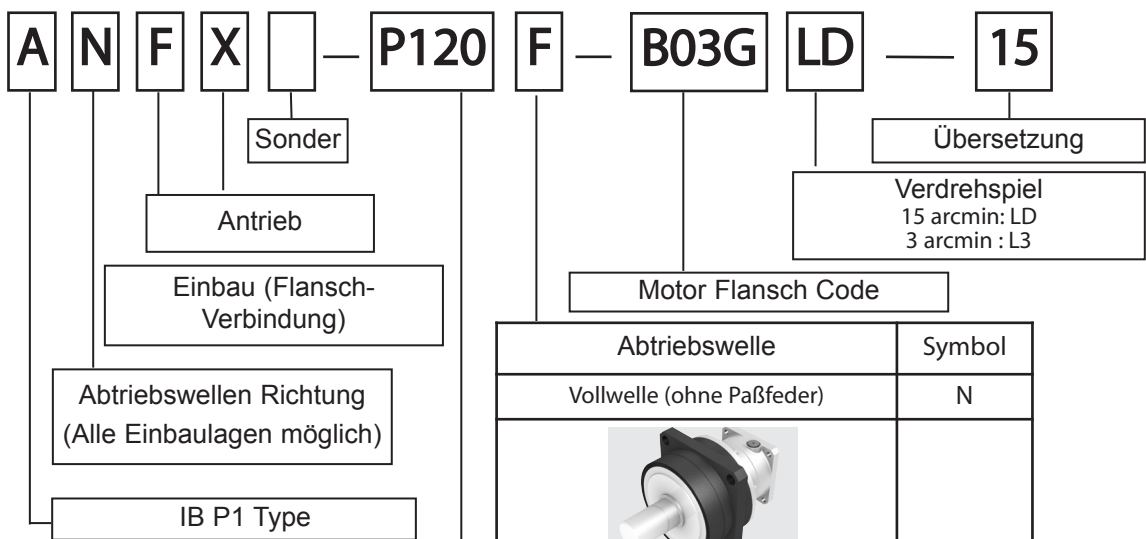 A N F X — P120 F — B03G LD — 15
Sonder
Übersetzung
Antrieb
Verdrehspiel
15 arcmin: LD
3 arcmin : L3
Einbau (Flansch-
Verbindung)
Motor Flansch Code
Abtriebswelle Symbol
Vollwelle (ohne Paßfeder) N
Abtriebswellen Richtung
(Alle Einbaulagen möglich)
IB P1 Type